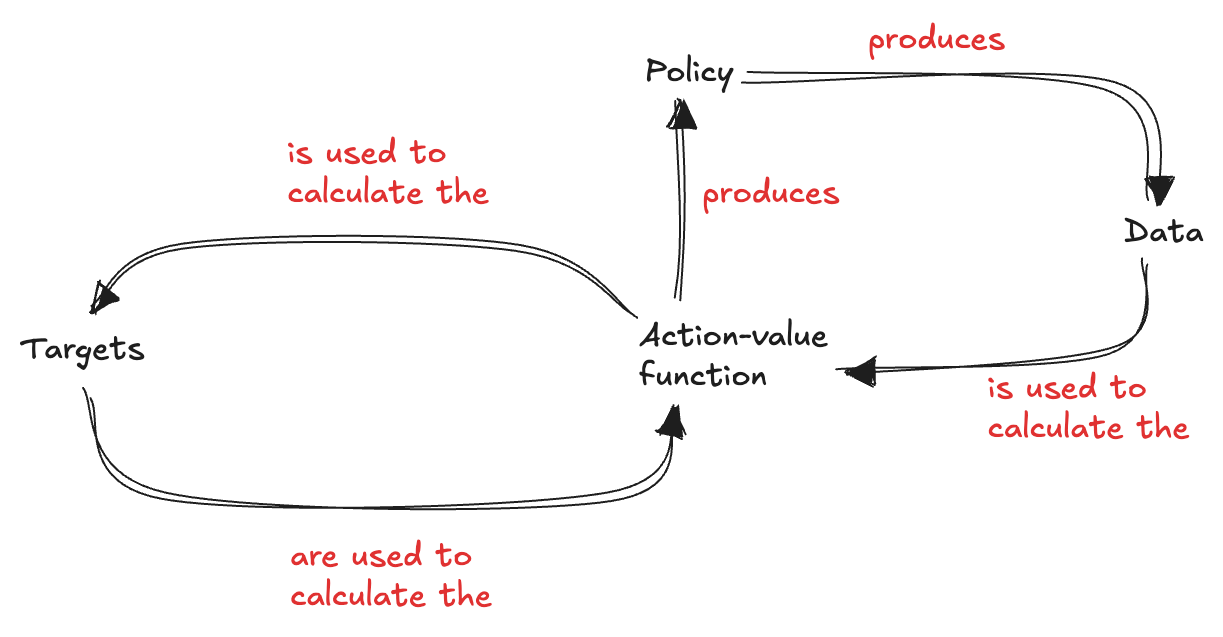 produces
Policy
is used to
calculate the
produces
Data
Targets
Action-value
function
is used to
calculate the
are used to
calculate the